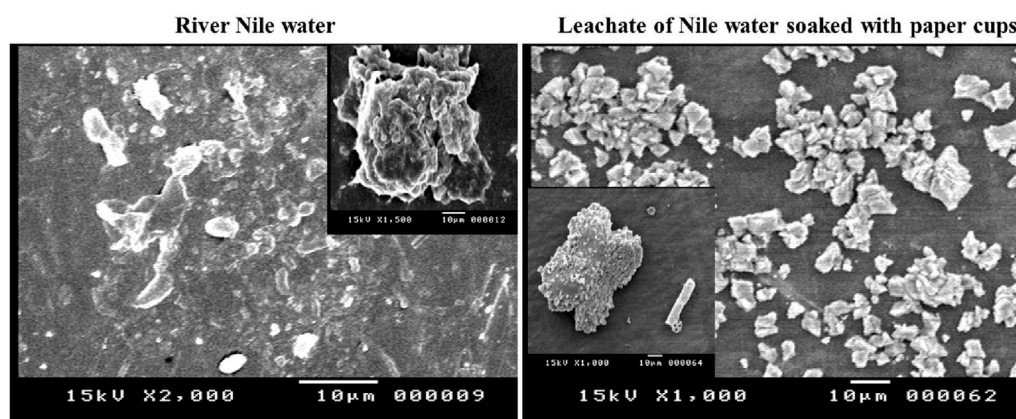 River Nile water
Leachate of Nile water soaked with paper cups
15kV X1,500 10µm 000012
15kV X1,000 10µm 000064
15kV X2,000 10µm 000009
15kV X1,000 10µm 000062